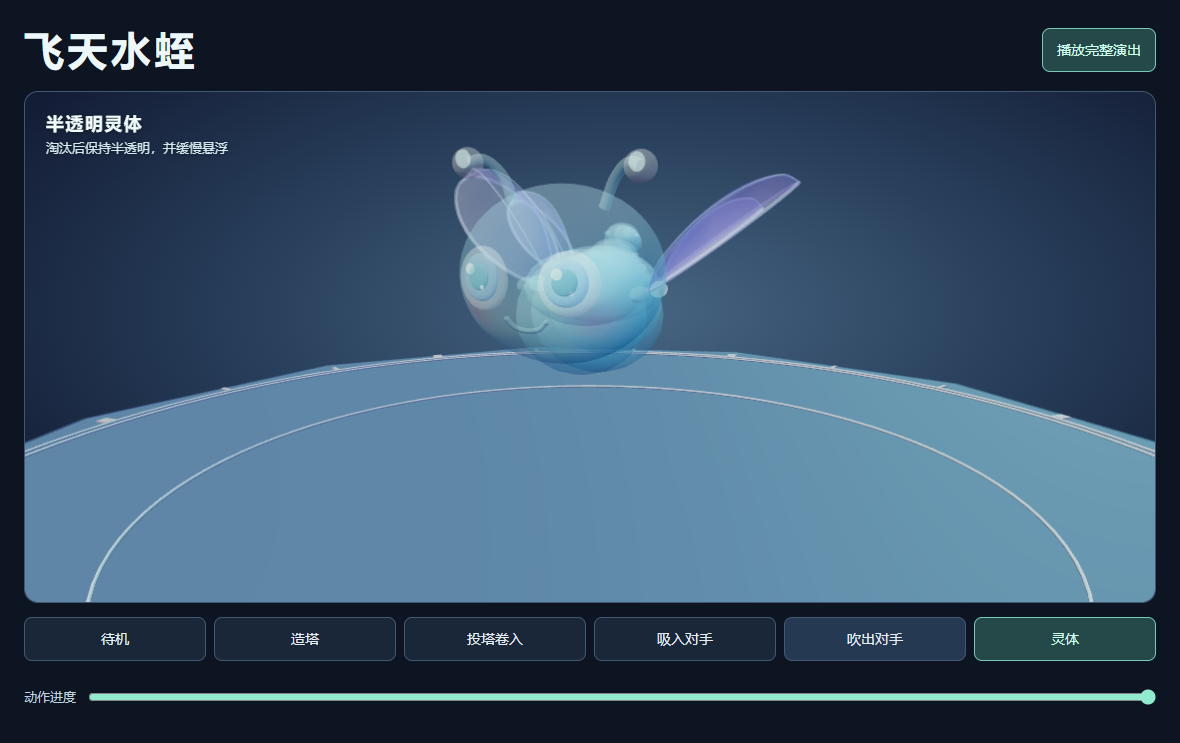 飞天水蛭
播放完整演出
半透明灵体
淘汰后保持半透明，并缓慢悬浮
待机
造塔
投塔卷入
吸入对手
吹出对手
灵体
动作进度